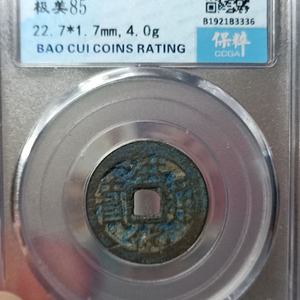 极美85
B1921B3336
22.7*1.7mm, 4.0g
保粹
BAO CUI COINS RATING
CCGA